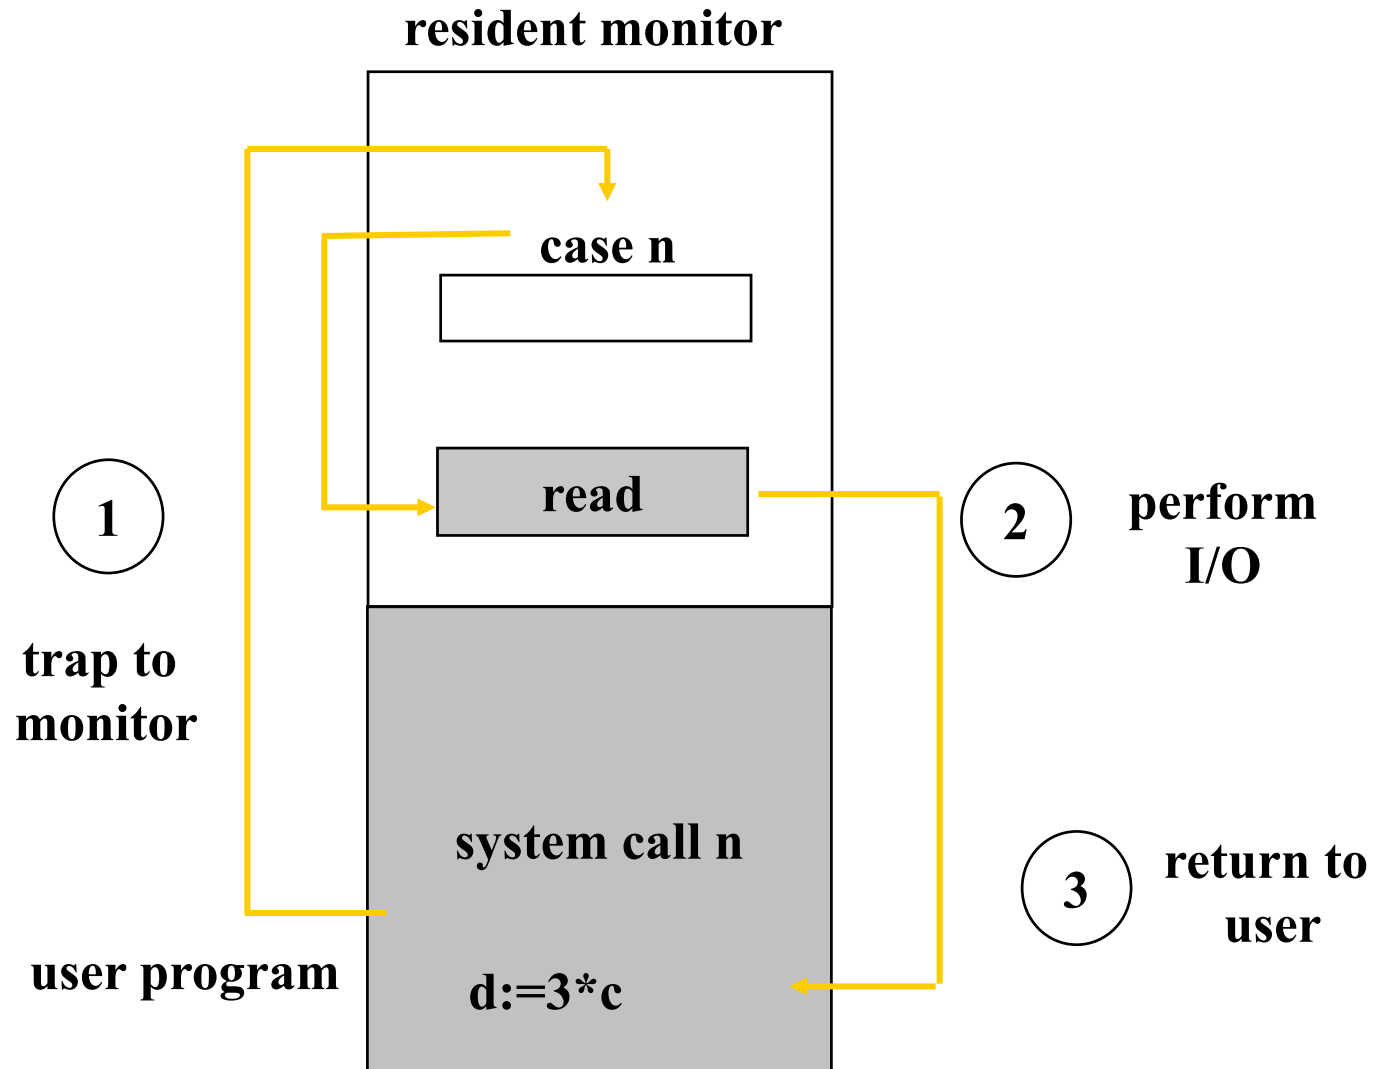 resident monitor
case n
read
1
trap to
monitor
2
perform
I/O
system call n
user program
d:=3*c
3
return to
user